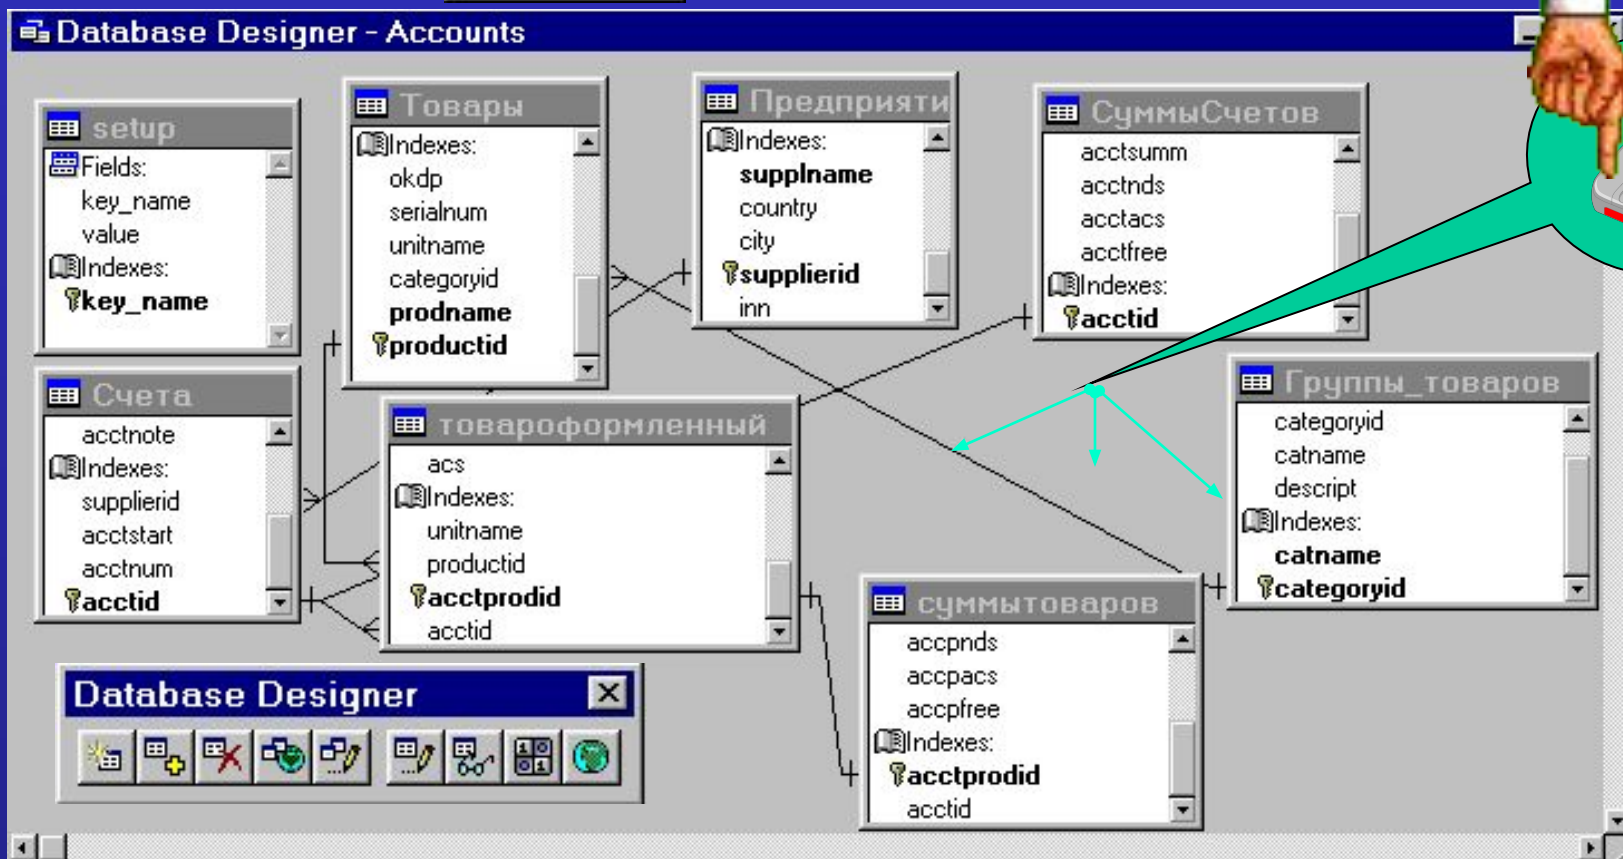 Database Designer - Accounts
setup
Fields:
key_name
value
Indexes:
key_name
Товары
Indexes:
okdp
serialnum
unitname
categoryid
prodname
productid
Предприяти
Indexes:
supplname
country
city
supplierid
inn
СуммыСчетов
acctsumm
acctnds
acctacs
acctfree
Indexes:
acctid
Счета
acctnote
Indexes:
supplierid
acctstart
acctnum
acctid
товароформленный
acs
Indexes:
unitname
productid
acctprodid
acctid
Группы_товаров
categoryid
catname
descript
Indexes:
catname
categoryid
суммытоваров
accpnds
accpacs
accpfree
Indexes:
acctprodid
acctid
Database Designer